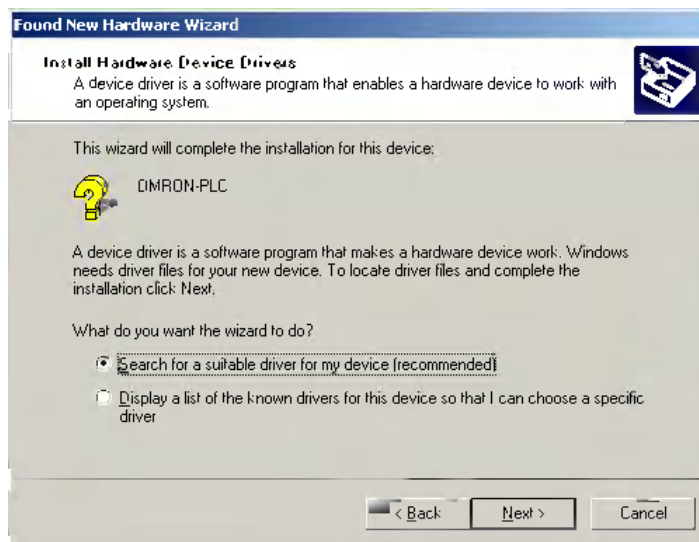 Found New Hardware Wizard
Install Hardware Device Drivers
A device driver is a software program that enables a hardware device to work with
an operating system.
This wizard will complete the installation for this device:
OMRON-PLC
A device driver is a software program that makes a hardware device work. Windows
needs driver files for your new device. To locate driver files and complete the
installation click Next.
What do you want the wizard to do?
Search for a suitable driver for my device (recommended)
Display a list of the known drivers for this device so that I can choose a specific
driver
< Back Next > Cancel